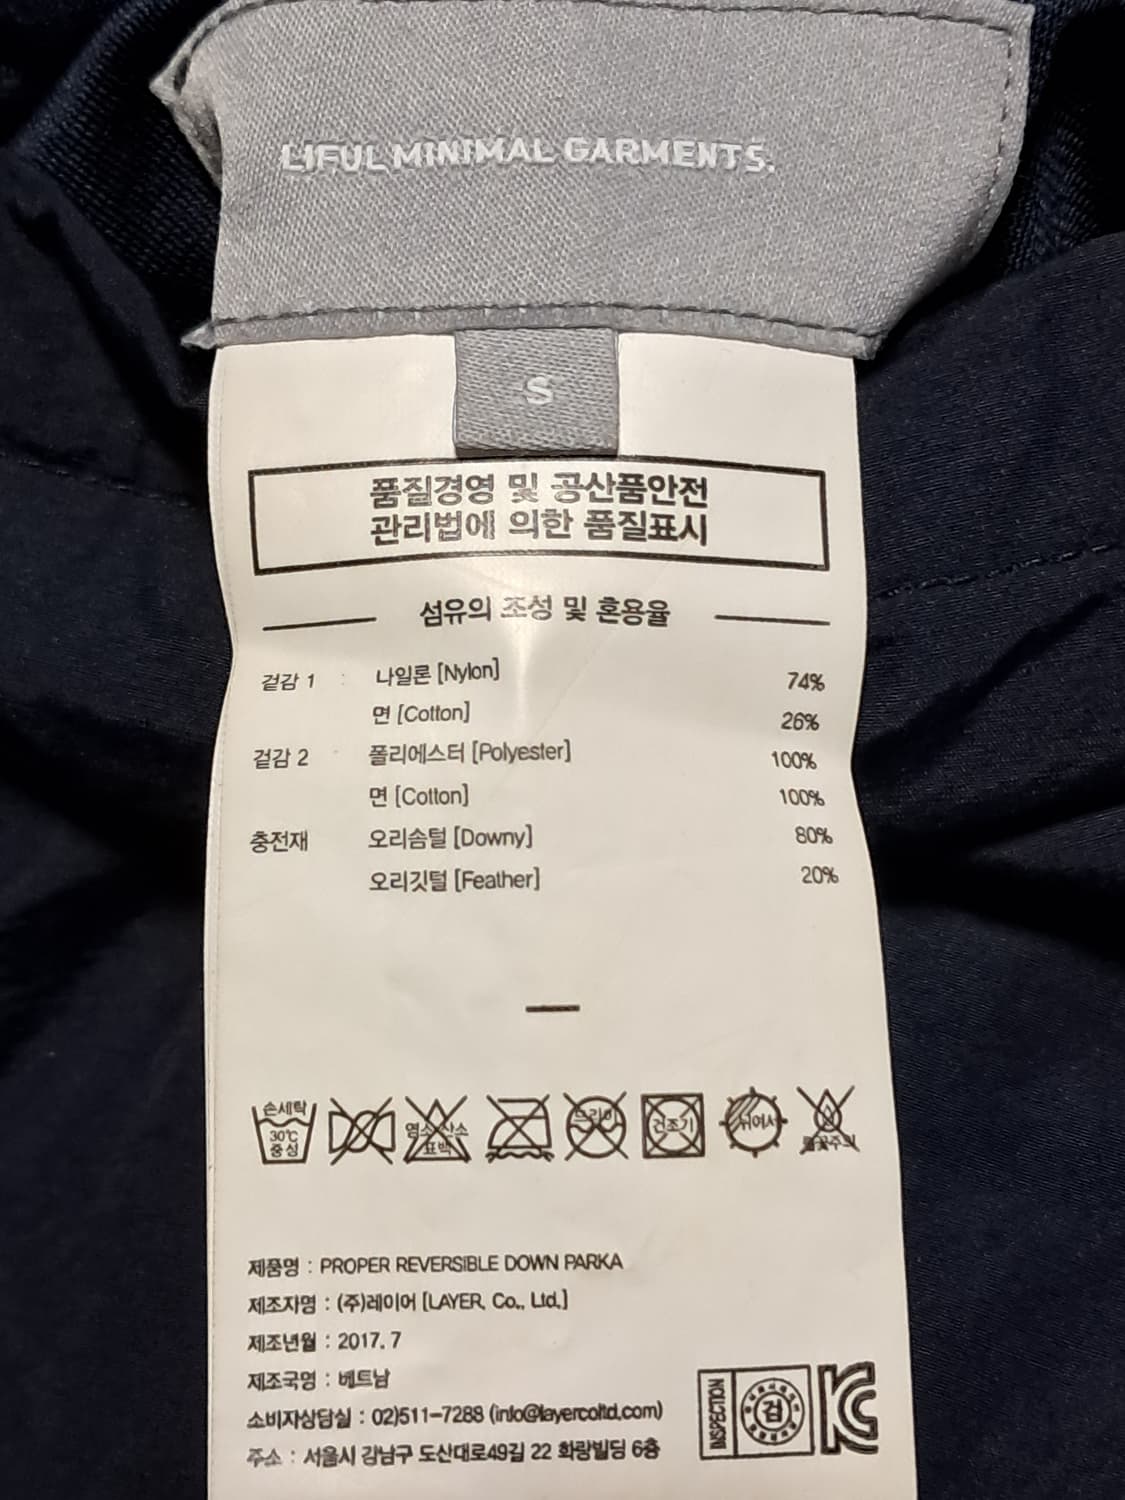 LIFUL MINIMAL GARMENTS.
S
품질경영 및 공산품안전
관리법에 의한 품질표시
섬유의 조성 및 혼용율
겉감 1 : 나일론 [Nylon] 74%
면 [Cotton] 26%
겉감 2 폴리에스터 [Polyester] 100%
면 [Cotton] 100%
충전재 오리솜털 [Downy] 80%
오리깃털 [Feather] 20%
손세탁 30℃ 중성 염소 산소 표백 드라이 건조기 뉘어서 불꽃주의
제품명 : PROPER REVERSIBLE DOWN PARKA
제조자명 : (주)레이어 [LAYER, Co., Ltd.]
제조년월 : 2017. 7
제조국명 : 베트남
소비자상담실 : 02)511-7288 (info@layercoltd.com)
주소 : 서울시 강남구 도산대로49길 22 화랑빌딩 6층
INSPECTION 검 KC